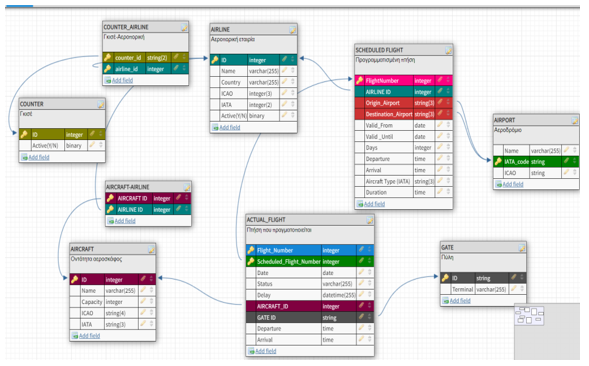 COUNTER_AIRLINE
Γκισέ-Αεροπορική
counter_id string(2)
airline_id integer
Add field
AIRLINE
Αεροπορική εταιρία
ID integer
Name varchar(255)
Country varchar(255)
ICAO integer(3)
IATA integer(2)
Active(Y/N) binary
Add field
SCHEDULED FLIGHT
Προγραμματισμένη πτήση
FlightNumber integer
AIRLINE ID integer
Origin_Airport string(3)
Destination_Airport string(3)
Valid_From date
Valid _Until date
Days integer
Departure time
Arrival time
Aircraft Type (IATA) string(3)
Duration time
Add field
COUNTER
Γκισέ
ID integer
Active(Y/N) binary
Add field
AIRPORT
Αεροδρόμιο
Name varchar(255)
IATA_code string
ICAO string
Add field
AIRCRAFT-AIRLINE
AIRCRAFT ID integer
AIRLINE ID integer
Add field
AIRCRAFT
Οντότητα αεροσκάφος
ID integer
Name varchar(255)
Capacity integer
ICAO string(4)
IATA string(3)
Add field
ACTUAL_FLIGHT
Πτήση που πραγματοποιείται
Flight_Number integer
Scheduled_Flight_Number integer
Date date
Status varchar(255)
Delay datetime(255)
AIRCRAFT_ID integer
GATE ID string
Departure time
Arrival time
Add field
GATE
Πύλη
ID string
Terminal varchar(255)
Add field